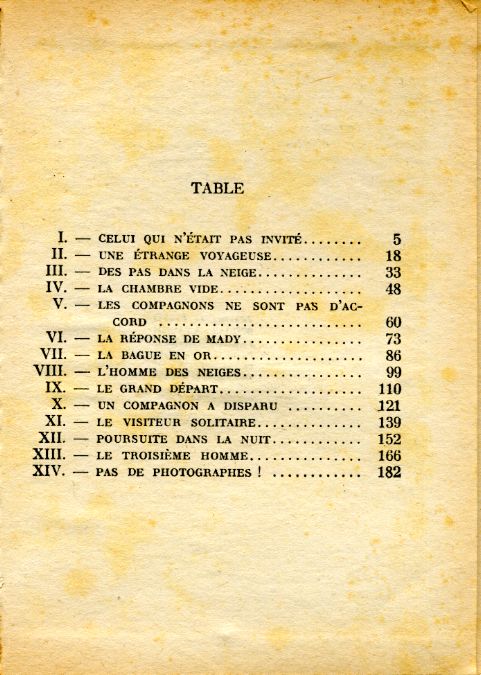 TABLE
I. — CELUI QUI N'ÉTAIT PAS INVITÉ........ 5
II. — UNE ÉTRANGE VOYAGEUSE............ 18
III. — DES PAS DANS LA NEIGE.............. 33
IV. — LA CHAMBRE VIDE................... 48
V. — LES COMPAGNONS NE SONT PAS D'AC-
CORD .......................... 60
VI. — LA RÉPONSE DE MADY................ 73
VII. — LA BAGUE EN OR.................... 86
VIII. — L'HOMME DES NEIGES................ 99
IX. — LE GRAND DÉPART................... 110
X. — UN COMPAGNON A DISPARU .......... 121
XI. — LE VISITEUR SOLITAIRE.............. 139
XII. — POURSUITE DANS LA NUIT............ 152
XIII. — LE TROISIÈME HOMME............... 166
XIV. — PAS DE PHOTOGRAPHES ! ............ 182